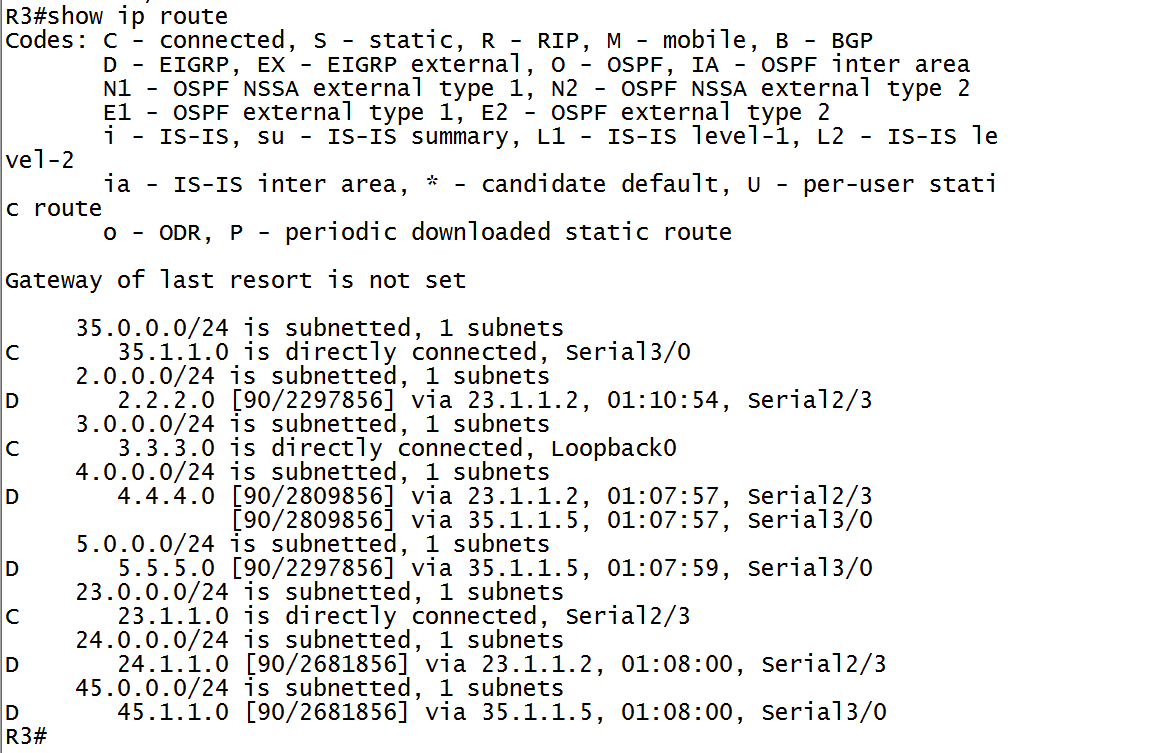 R3#show ip route
Codes: C - connected, S - static, R - RIP, M - mobile, B - BGP
       D - EIGRP, EX - EIGRP external, O - OSPF, IA - OSPF inter area
       N1 - OSPF NSSA external type 1, N2 - OSPF NSSA external type 2
       E1 - OSPF external type 1, E2 - OSPF external type 2
       i - IS-IS, su - IS-IS summary, L1 - IS-IS level-1, L2 - IS-IS le
vel-2
       ia - IS-IS inter area, * - candidate default, U - per-user stati
c route
       o - ODR, P - periodic downloaded static route

Gateway of last resort is not set

     35.0.0.0/24 is subnetted, 1 subnets
C       35.1.1.0 is directly connected, Serial3/0
     2.0.0.0/24 is subnetted, 1 subnets
D       2.2.2.0 [90/2297856] via 23.1.1.2, 01:10:54, Serial2/3
     3.0.0.0/24 is subnetted, 1 subnets
C       3.3.3.0 is directly connected, Loopback0
     4.0.0.0/24 is subnetted, 1 subnets
D       4.4.4.0 [90/2809856] via 23.1.1.2, 01:07:57, Serial2/3
                [90/2809856] via 35.1.1.5, 01:07:57, Serial3/0
     5.0.0.0/24 is subnetted, 1 subnets
D       5.5.5.0 [90/2297856] via 35.1.1.5, 01:07:59, Serial3/0
     23.0.0.0/24 is subnetted, 1 subnets
C       23.1.1.0 is directly connected, Serial2/3
     24.0.0.0/24 is subnetted, 1 subnets
D       24.1.1.0 [90/2681856] via 23.1.1.2, 01:08:00, Serial2/3
     45.0.0.0/24 is subnetted, 1 subnets
D       45.1.1.0 [90/2681856] via 35.1.1.5, 01:08:00, Serial3/0
R3#